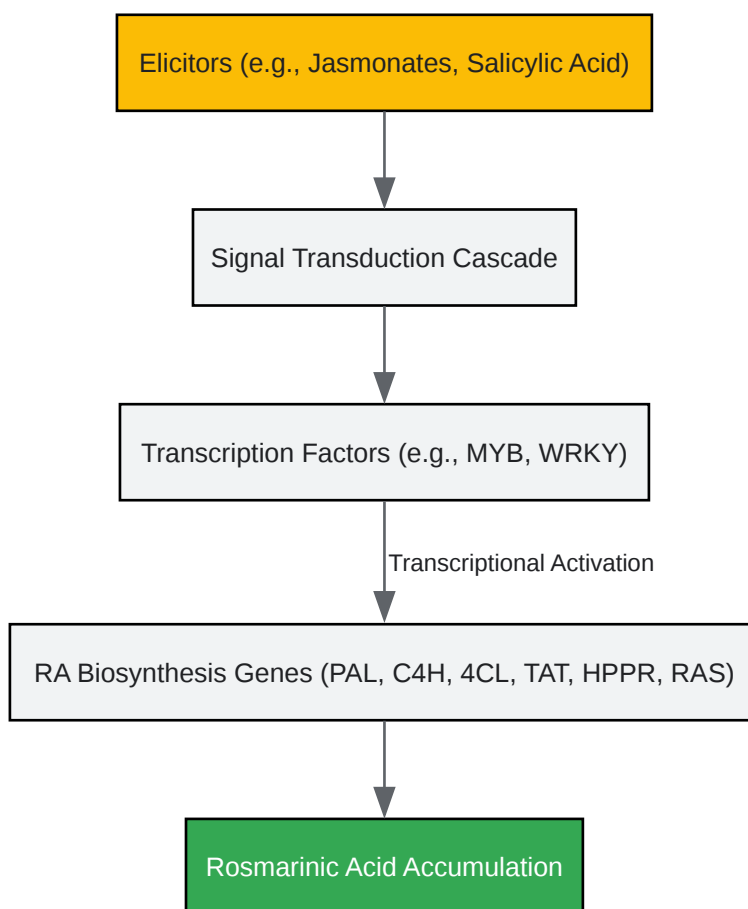 Elicitors (e.g., Jasmonates, Salicylic Acid)
Signal Transduction Cascade
Transcription Factors (e.g., MYB, WRKY)
Transcriptional Activation
RA Biosynthesis Genes (PAL, C4H, 4CL, TAT, HPPR, RAS)
Rosmarinic Acid Accumulation